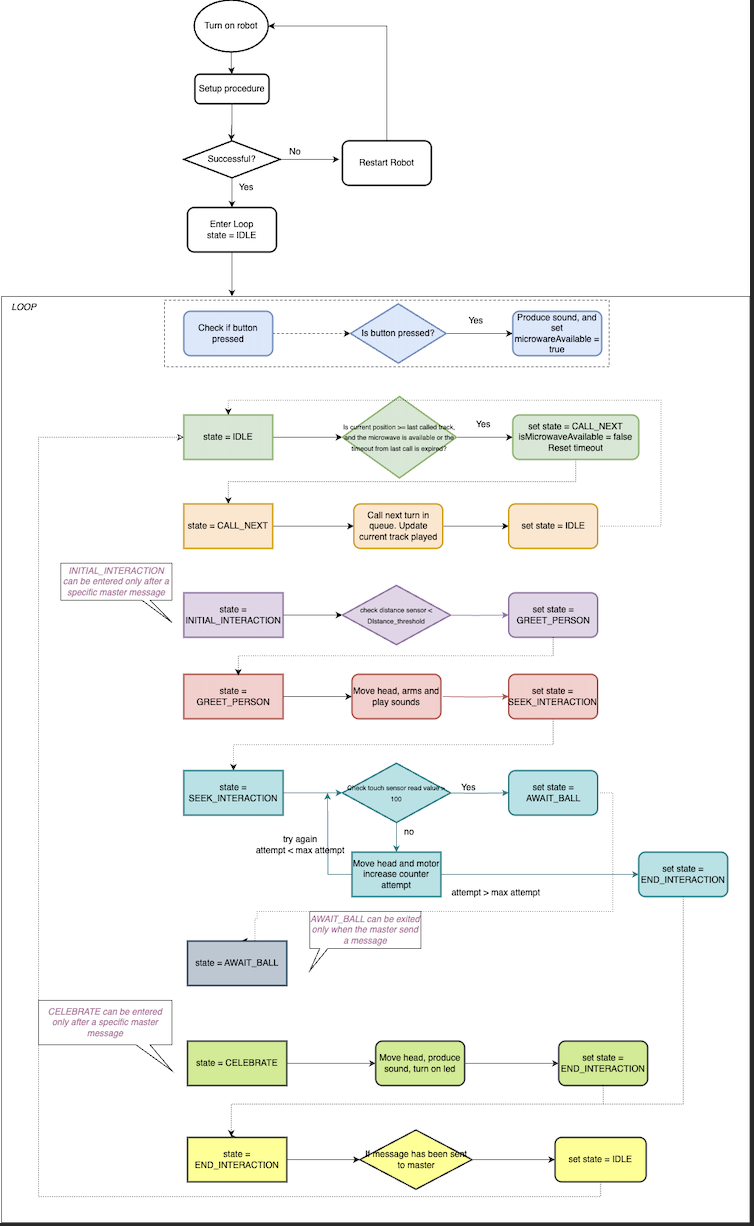 Turn on robot
Setup procedure
Successful?
No
Restart Robot
Yes
Enter Loop
state = IDLE
LOOP
Check if button
pressed
Is button pressed?
Yes
Produce sound, and
set
microwareAvailable =
true
state = IDLE
Is current position >= last called track,
and the microwave is available or the
timeout from last call is expired?
Yes
set state = CALL_NEXT
isMicrowaveAvailable = false
Reset timeout
state = CALL_NEXT
Call next turn in
queue. Update
current track played
set state = IDLE
INITIAL_INTERACTION
can be entered only after a
specific master message
state =
INITIAL_INTERACTION
check distance sensor <
DIstance_threshold
set state =
GREET_PERSON
state =
GREET_PERSON
Move head, arms and
play sounds
set state =
SEEK_INTERACTION
state =
SEEK_INTERACTION
Check touch sensor read value >
100
Yes
set state =
AWAIT_BALL
no
try again
attempt < max attempt
Move head and motor
increase counter
attempt
attempt > max attempt
set state =
END_INTERACTION
AWAIT_BALL can be exited
only when the master send
a message
state = AWAIT_BALL
CELEBRATE can be entered
only after a specific master
message
state = CELEBRATE
Move head, produce
sound, turn on led
set state =
END_INTERACTION
state =
END_INTERACTION
If message has been sent
to master
set state = IDLE